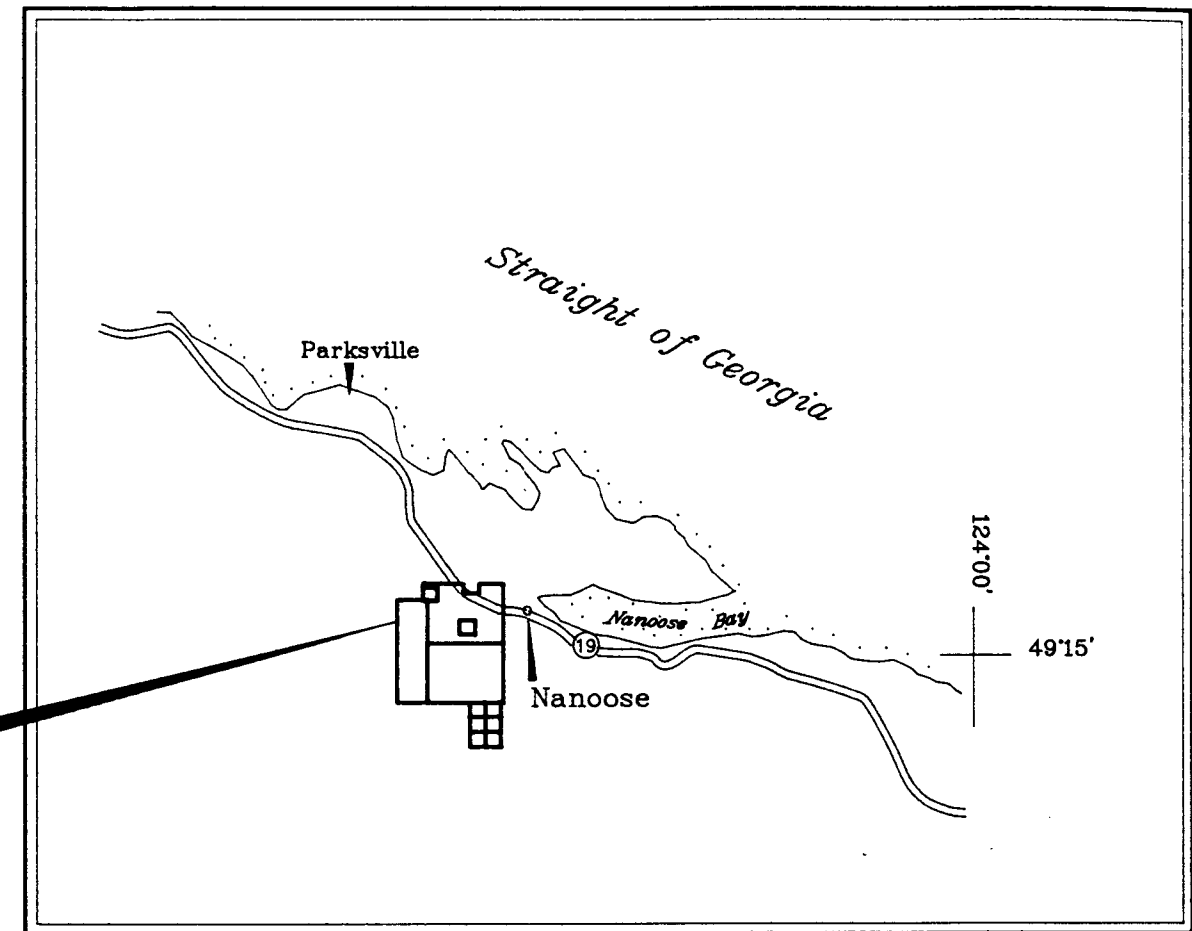 Straight of Georgia
Parksville
124°00'
Nanoose Bay
19
49°15'
Nanoose